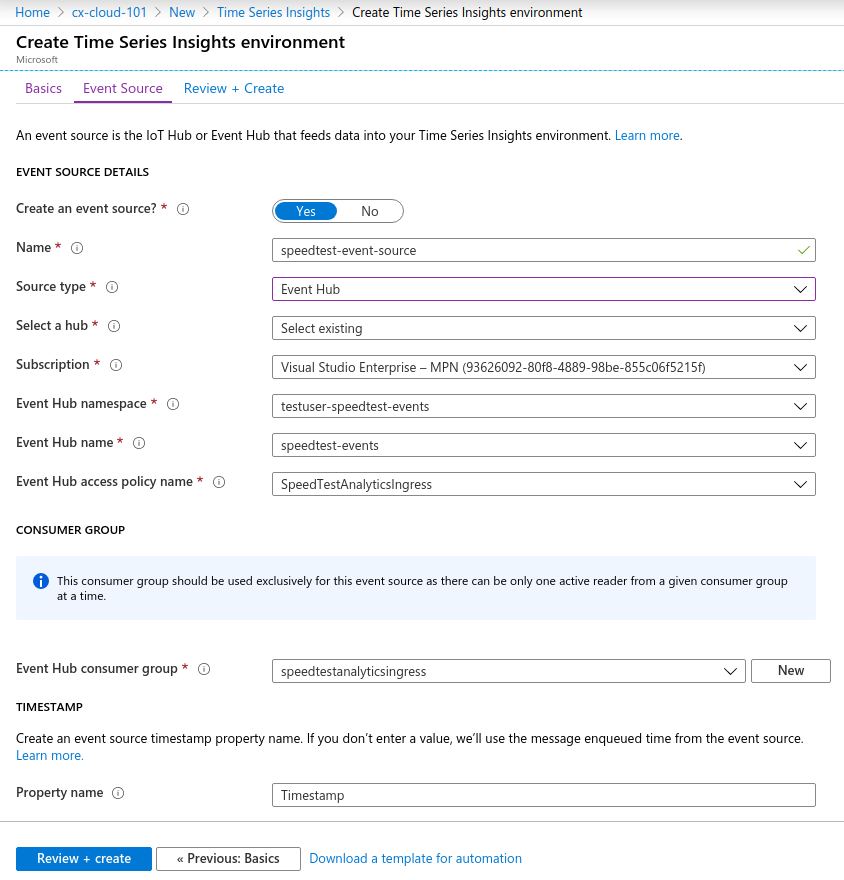 Home > cx-cloud-101 > New > Time Series Insights > Create Time Series Insights environment
Create Time Series Insights environment
Microsoft
Basics Event Source Review + Create
An event source is the IoT Hub or Event Hub that feeds data into your Time Series Insights environment. Learn more.
EVENT SOURCE DETAILS
Create an event source? * Yes No
Name * speedtest-event-source
Source type * Event Hub
Select a hub * Select existing
Subscription * Visual Studio Enterprise – MPN (93626092-80f8-4889-98be-855c06f5215f)
Event Hub namespace * testuser-speedtest-events
Event Hub name * speedtest-events
Event Hub access policy name * SpeedTestAnalyticsIngress
CONSUMER GROUP
This consumer group should be used exclusively for this event source as there can be only one active reader from a given consumer group
at a time.
Event Hub consumer group * speedtestanalyticsingress New
TIMESTAMP
Create an event source timestamp property name. If you don't enter a value, we'll use the message enqueued time from the event source.
Learn more.
Property name Timestamp
Review + create « Previous: Basics Download a template for automation